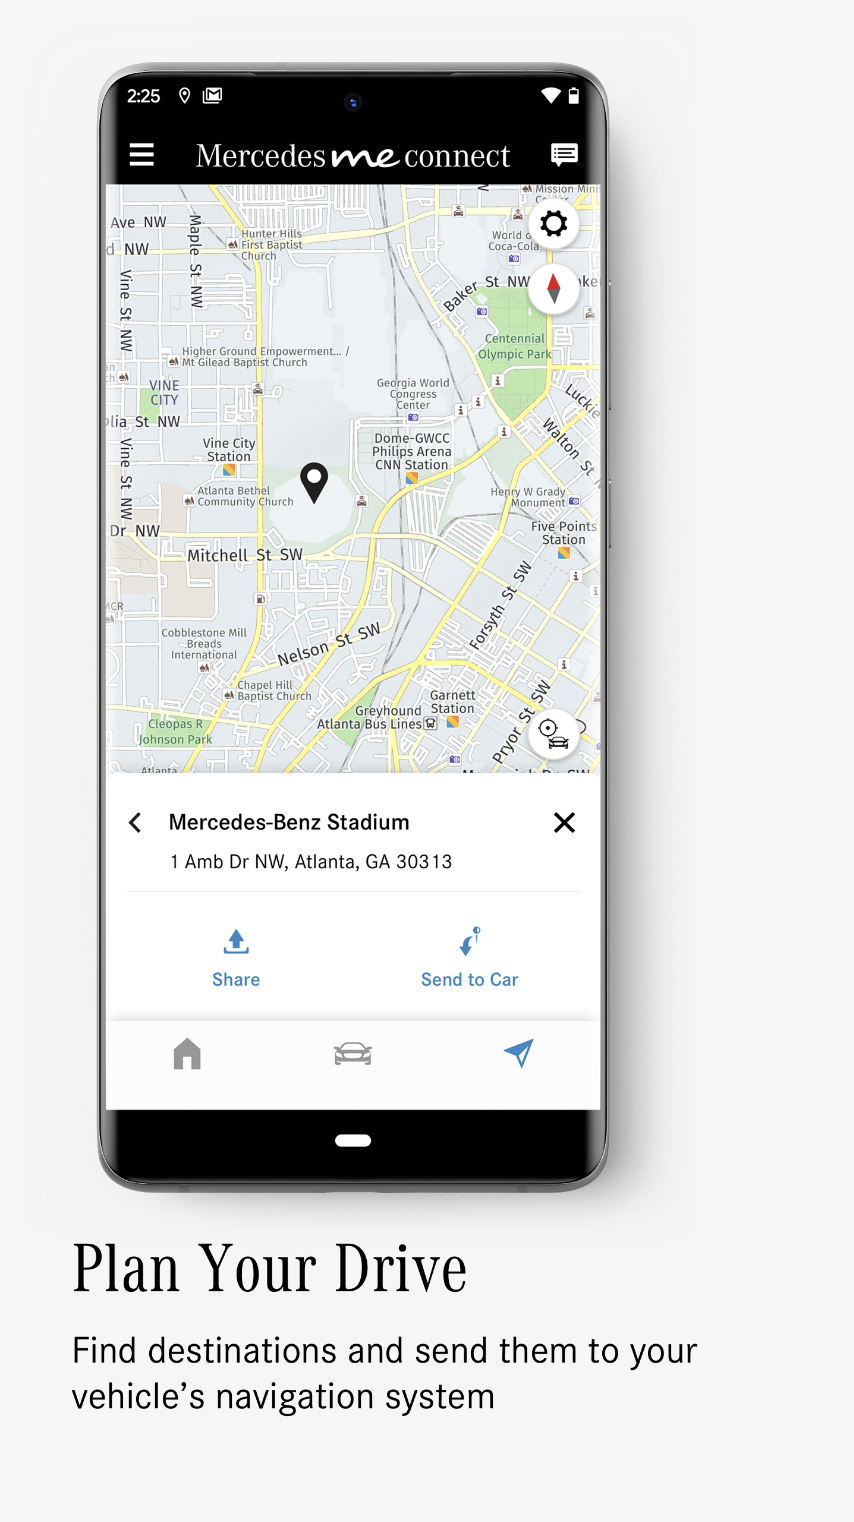 2:25
Mercedes me connect
Mission Mini
Ave NW
Maple St NW
Hunter Hills
First Baptist
Church
World o
Coca-Cola
d NW
Vine St NW
Baker St NW
ker
Centennial
Olympic Park
Higher Ground Empowerment... /
Mt Gilead Baptist Church
VINE
CITY
Georgia World
Congress
Center
Luckie
lia St NW
Walton St N
Vine St NW
Vine City
Station
Dome-GWCC
Philips Arena
CNN Station
Atlanta Bethel
Community Church
Henry W Grady
Monument
Five Points
Station
Dr NW
Mitchell St SW
Forsyth St SW
MCR
Cobblestone Mill
Breads
International
Nelson St SW
Chapel Hill
Baptist Church
Garnett
Station
Greyhound
Atlanta Bus Lines
Pryor St SW
Cleopas R
Johnson Park
Atlanta
Mercedes-Benz Stadium
1 Amb Dr NW, Atlanta, GA 30313
Share
Send to Car
Plan Your Drive
Find destinations and send them to your
vehicle's navigation system